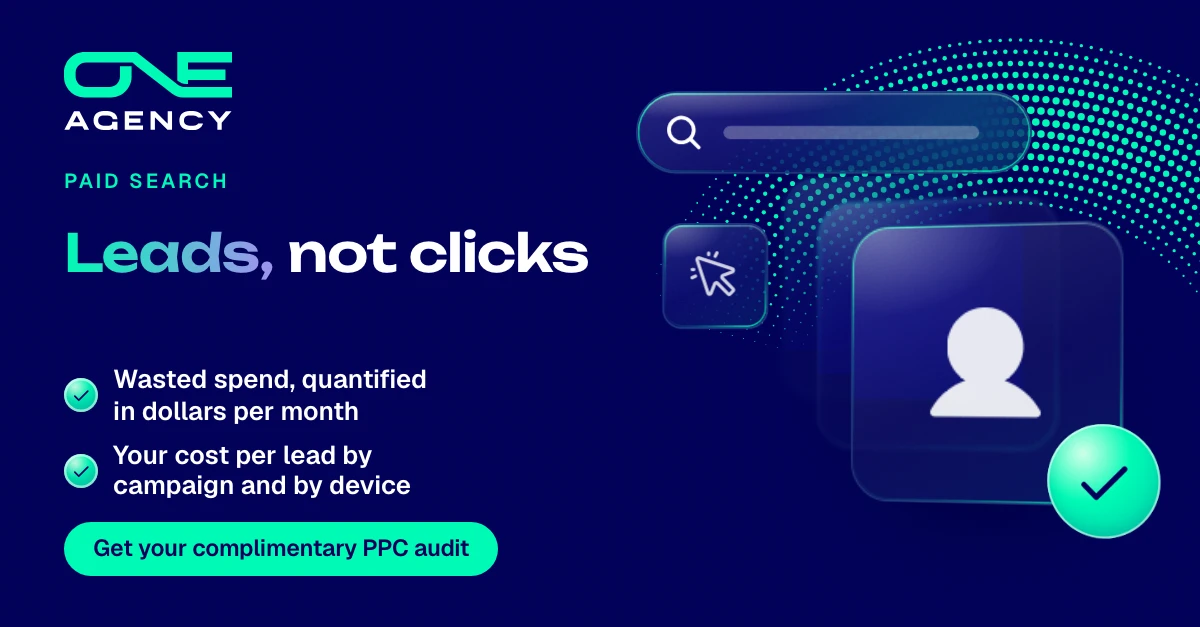 ONE
AGENCY
PAID SEARCH
Leads, not clicks
Wasted spend, quantified
in dollars per month
Your cost per lead by
campaign and by device
Get your complimentary PPC audit